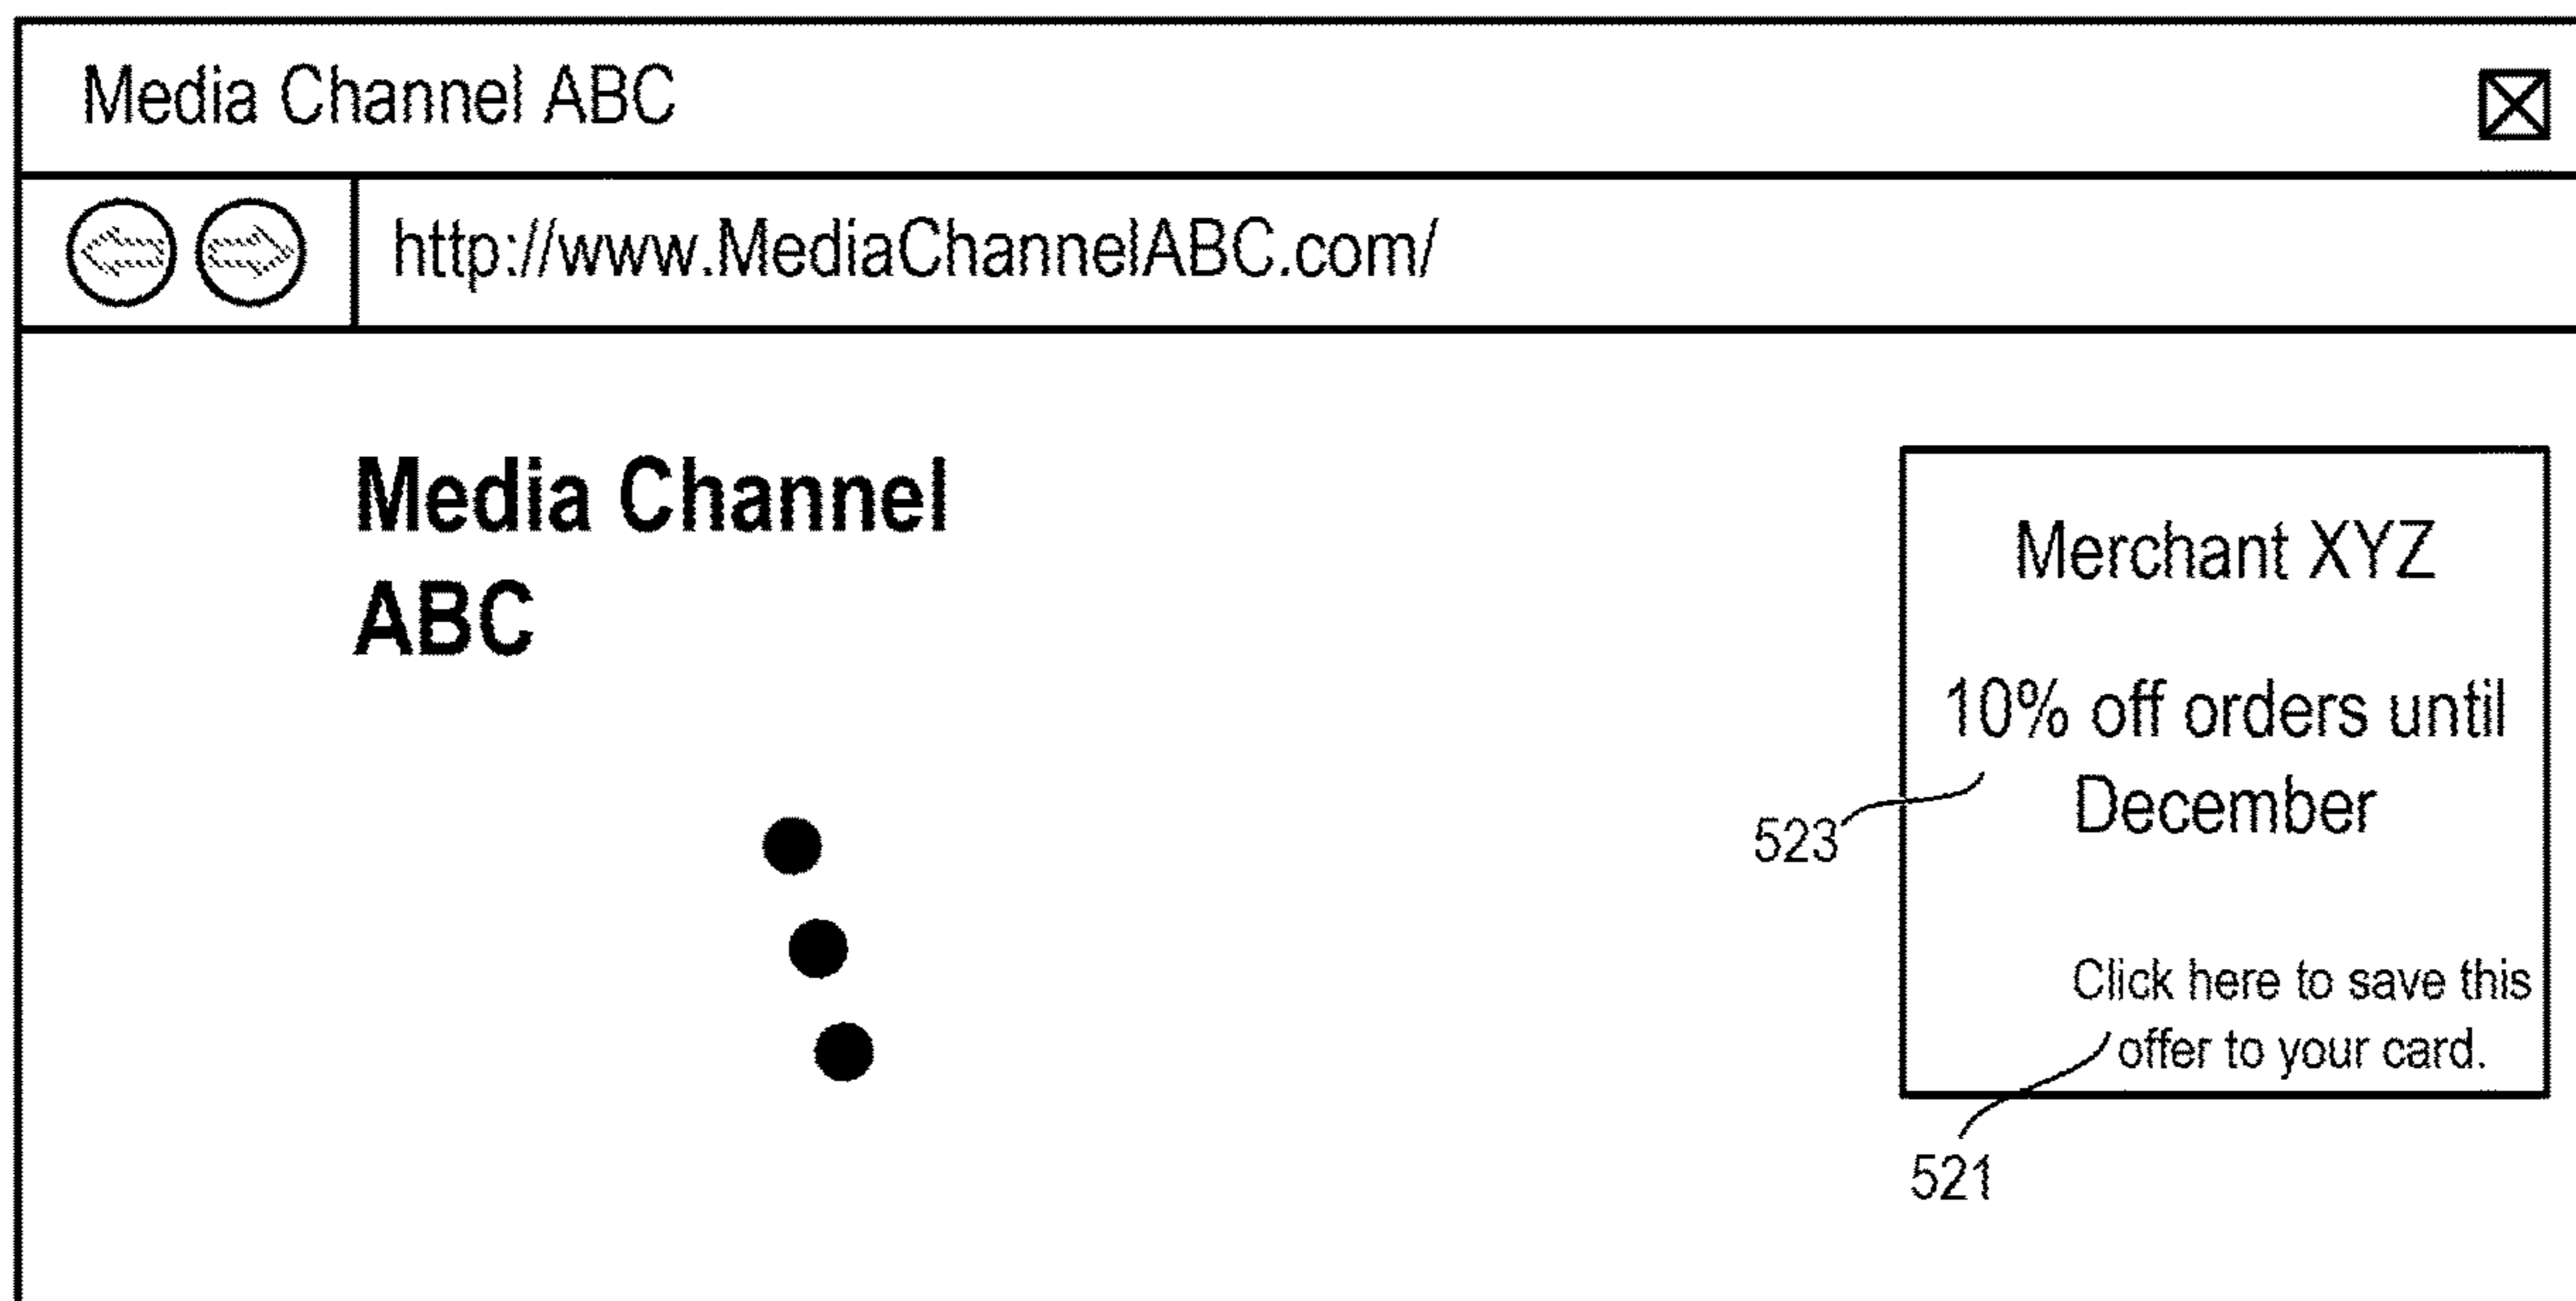 Media Channel ABC
http://www.MediaChannelABC.com/
Media Channel
ABC
Merchant XYZ
10% off orders until
December
523
Click here to save this
offer to your card.
521